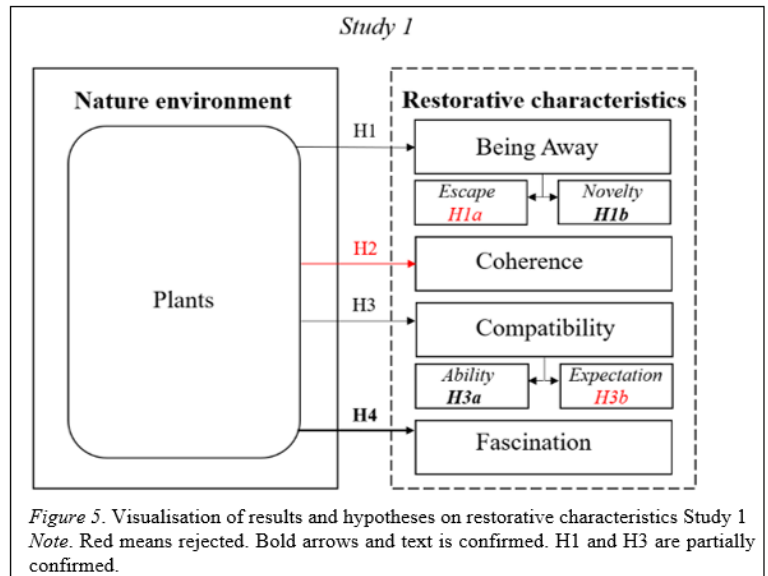 Study 1
Nature environment
Restorative characteristics
H1
Being Away
Escape
H1a
Novelty
H1b
H2
Coherence
Plants
H3
Compatibility
Ability
H3a
Expectation
H3b
H4
Fascination
Figure 5. Visualisation of results and hypotheses on restorative characteristics Study 1
Note. Red means rejected. Bold arrows and text is confirmed. H1 and H3 are partially
confirmed.